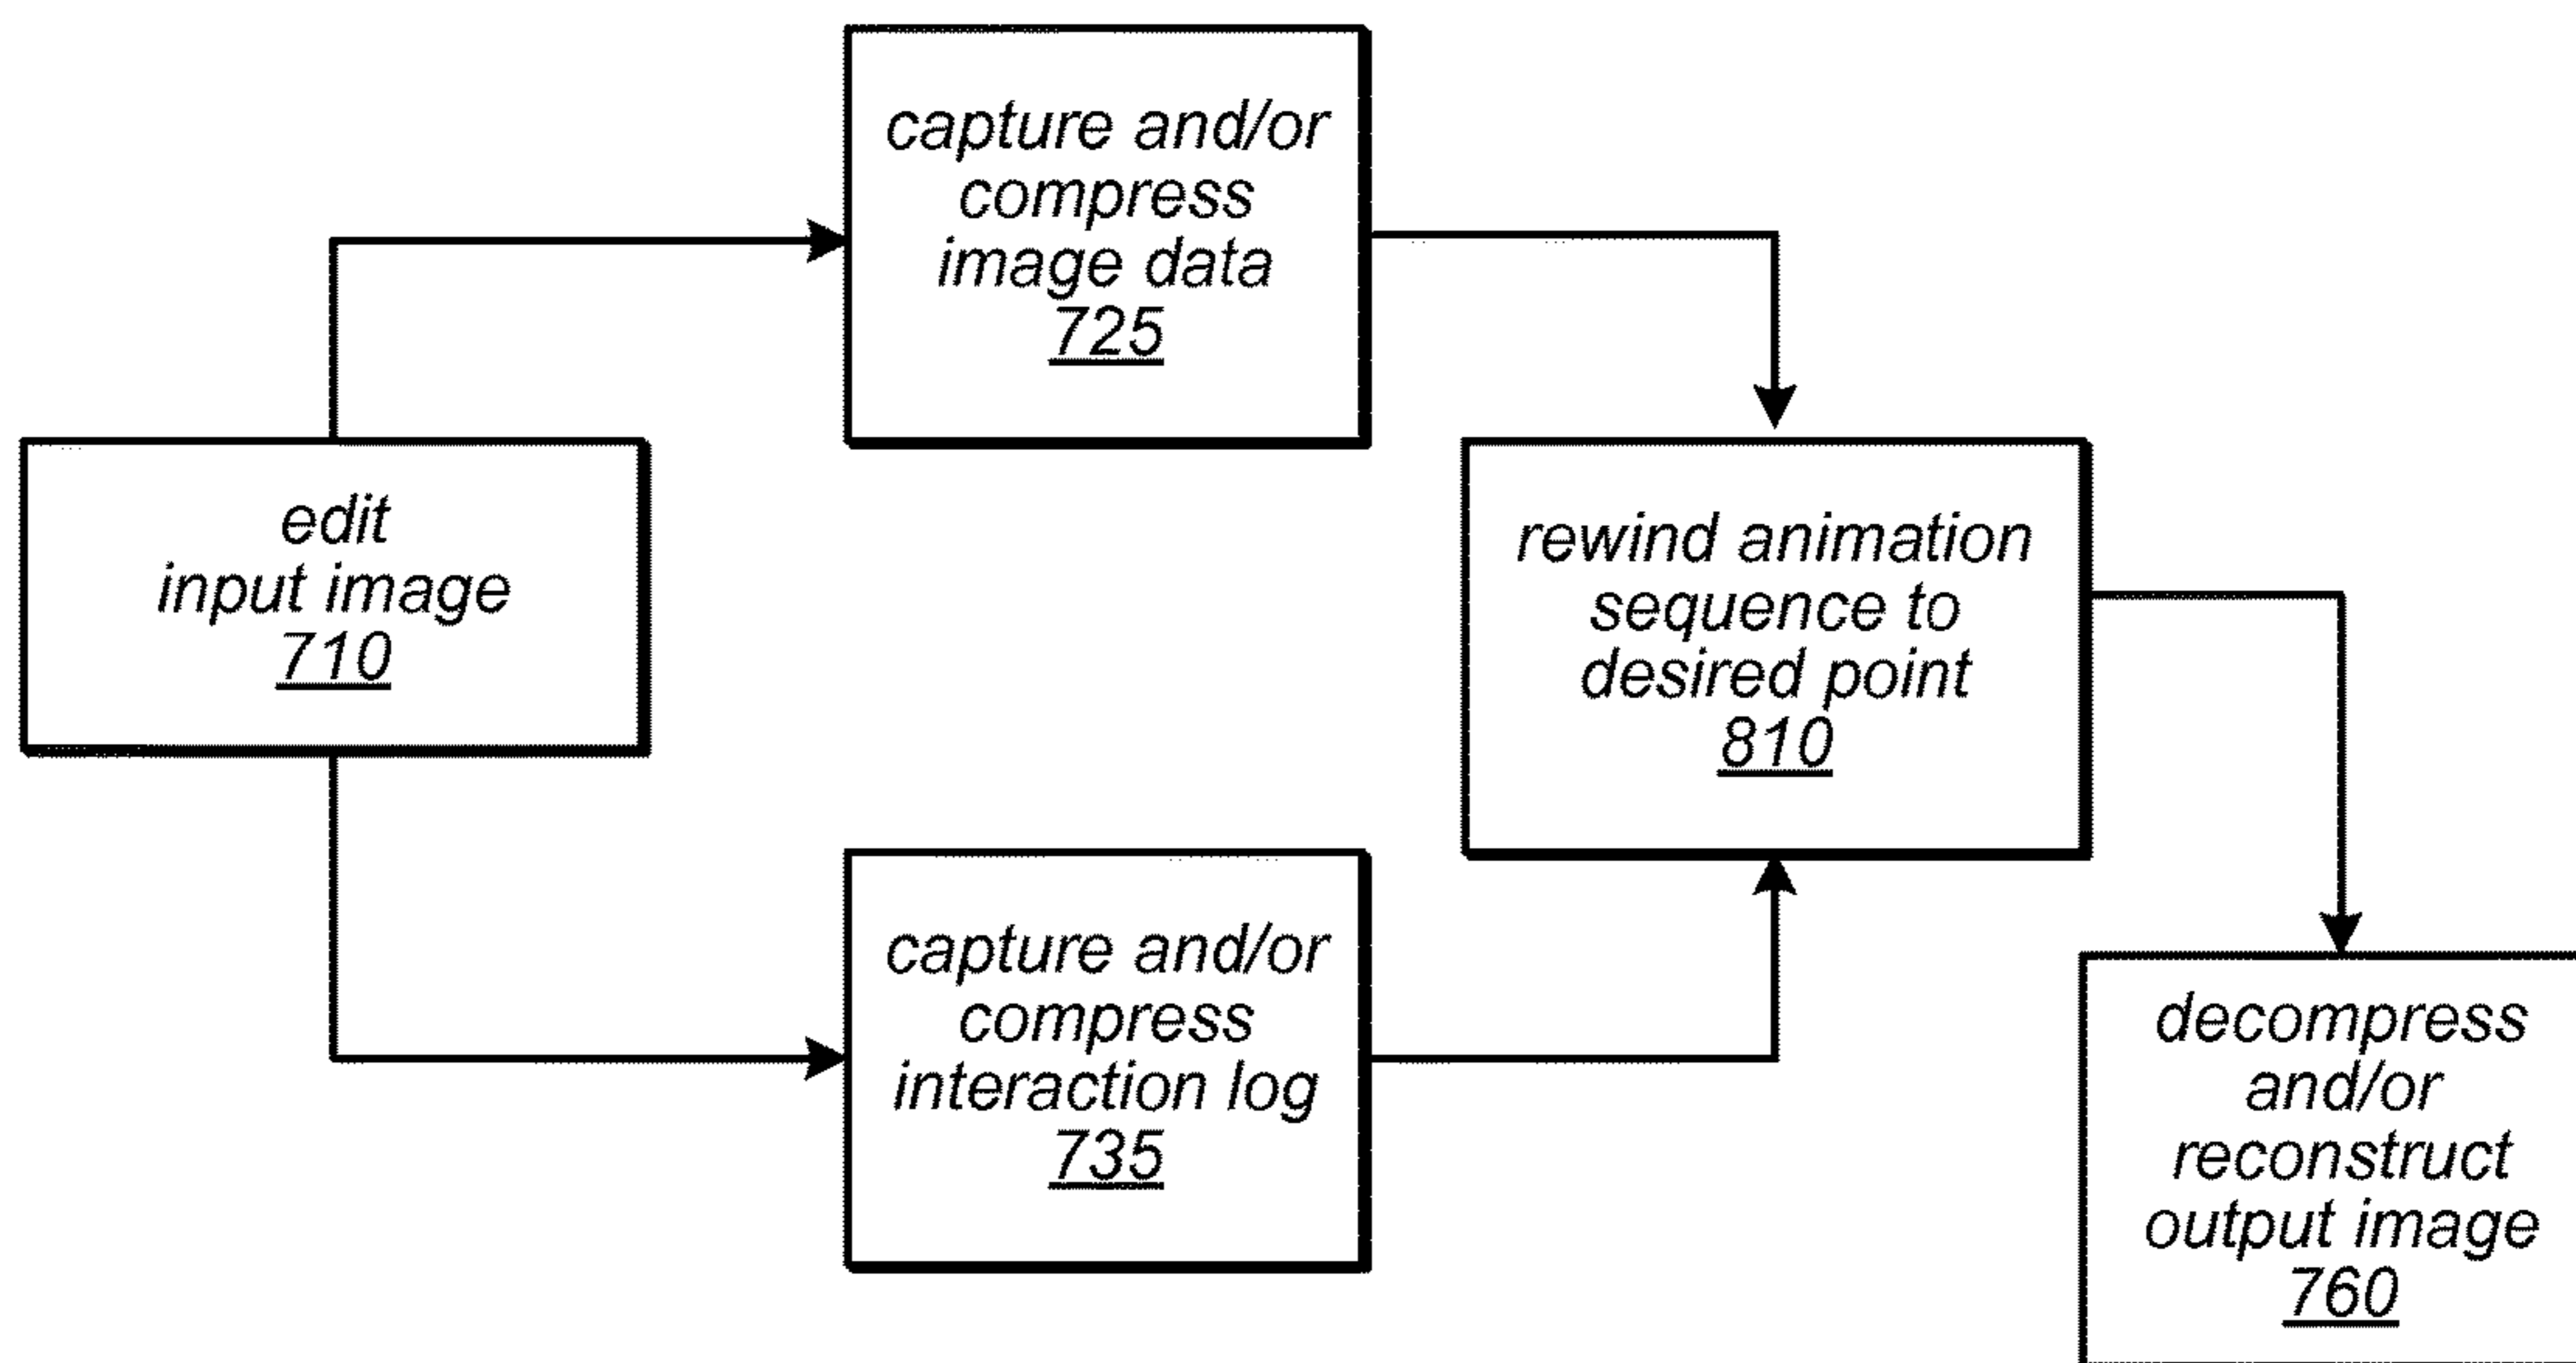 capture and/or
compress
image data
725
edit
input image
710
rewind animation
sequence to
desired point
810
capture and/or
compress
interaction log
735
decompress
and/or
reconstruct
output image
760